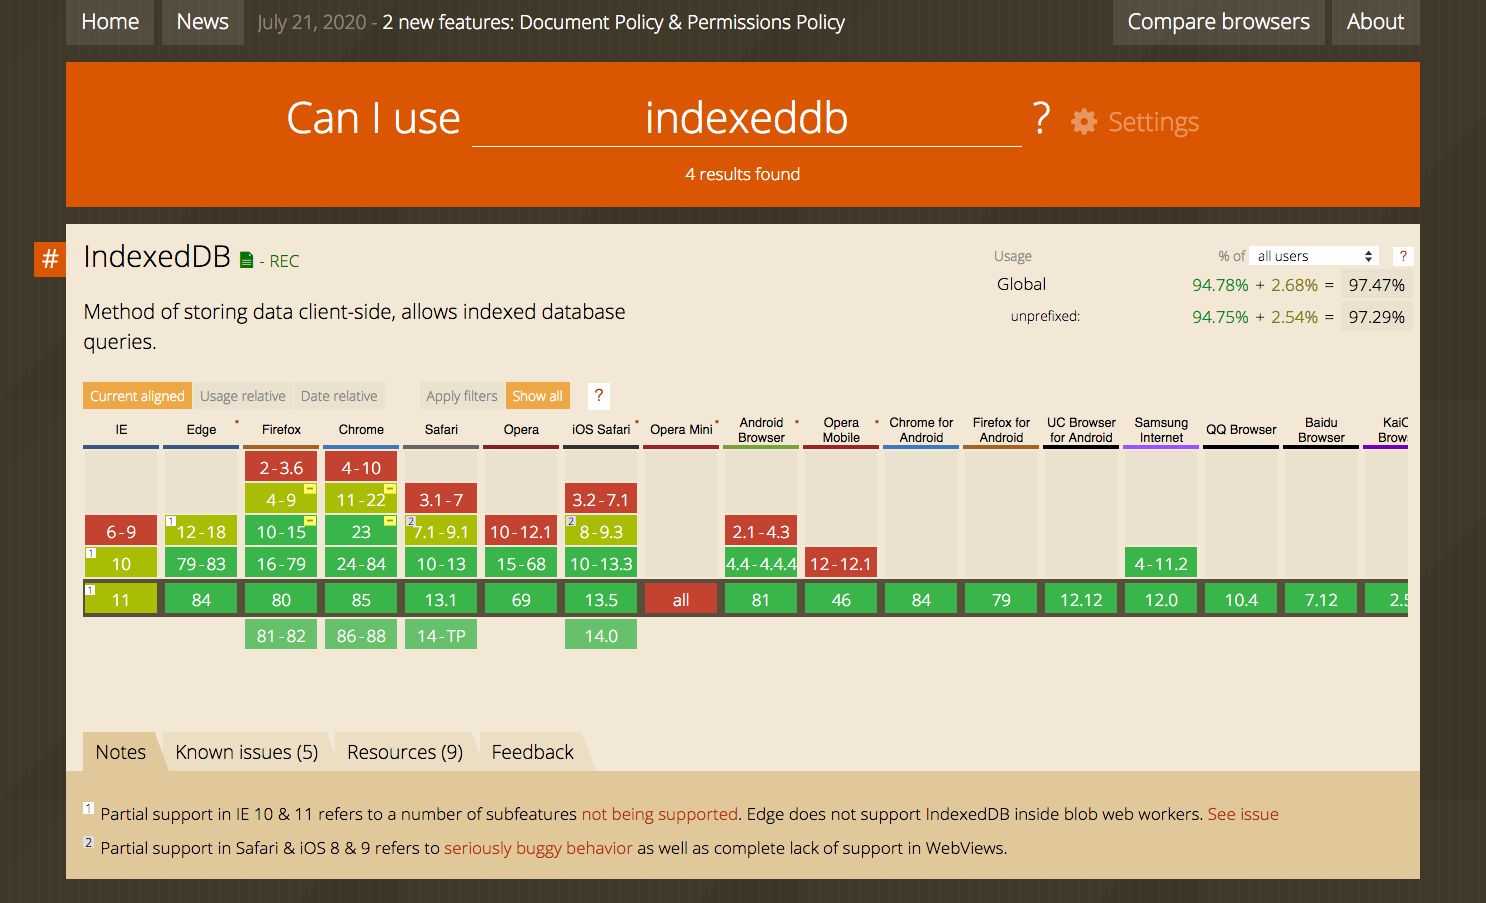 Home News July 21, 2020 - 2 new features: Document Policy & Permissions Policy Compare browsers About
Can I use indexeddb ? Settings
4 results found
# IndexedDB - REC
Usage % of all users ?
Global 94.78% + 2.68% = 97.47%
unprefixed: 94.75% + 2.54% = 97.29%
Method of storing data client-side, allows indexed database
queries.
Current aligned Usage relative Date relative Apply filters Show all ?
IE Edge * Firefox Chrome Safari Opera iOS Safari * Opera Mini * Android Browser * Opera Mobile * Chrome for Android Firefox for Android UC Browser for Android Samsung Internet QQ Browser Baidu Browser KaiO Brow
2-3.6 4-10
4-9 11-22 3.1-7 3.2-7.1
6-9 1 12-18 10-15 23 2 7.1-9.1 10-12.1 2 8-9.3 2.1-4.3
1 10 79-83 16-79 24-84 10-13 15-68 10-13.3 4.4-4.4.4 12-12.1 4-11.2
1 11 84 80 85 13.1 69 13.5 all 81 46 84 79 12.12 12.0 10.4 7.12 2.5
81-82 86-88 14-TP 14.0
Notes Known issues (5) Resources (9) Feedback
1 Partial support in IE 10 & 11 refers to a number of subfeatures not being supported. Edge does not support IndexedDB inside blob web workers. See issue
2 Partial support in Safari & iOS 8 & 9 refers to seriously buggy behavior as well as complete lack of support in WebViews.